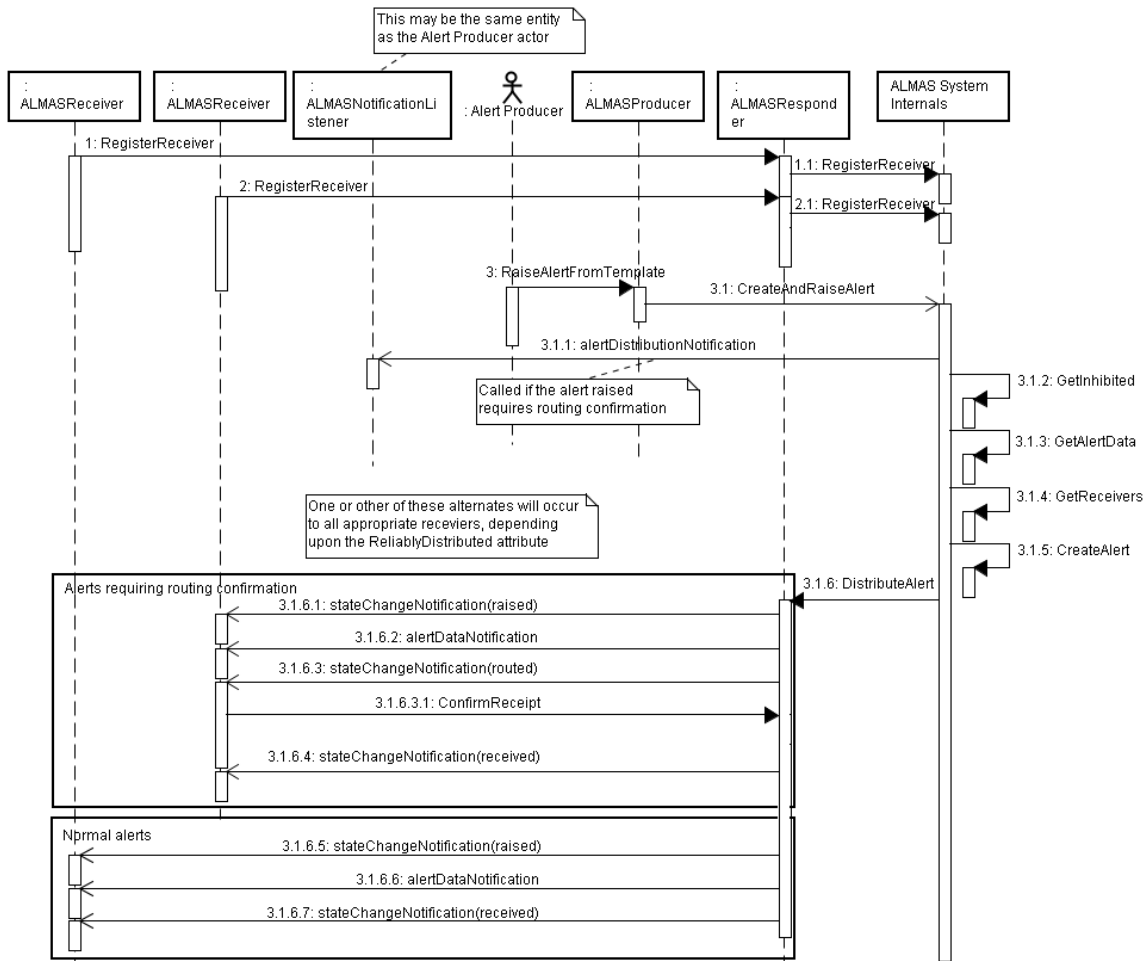 This may be the same entity
as the Alert Producer actor
:
ALMASReceiver
:
ALMASReceiver
:
ALMASNotificationLi
stener
: Alert Producer
:
ALMASProducer
:
ALMASRespond
er
ALMAS System
Internals
1: RegisterReceiver
1.1: RegisterReceiver
2: RegisterReceiver
2.1: RegisterReceiver
3: RaiseAlertFromTemplate
3.1: CreateAndRaiseAlert
3.1.1: alertDistributionNotification
Called if the alert raised
requires routing confirmation
3.1.2: GetInhibited
3.1.3: GetAlertData
3.1.4: GetReceivers
3.1.5: CreateAlert
One or other of these alternates will occur
to all appropriate receviers, depending
upon the ReliablyDistributed attribute
3.1.6: DistributeAlert
Alerts requiring routing confirmation
3.1.6.1: stateChangeNotification(raised)
3.1.6.2: alertDataNotification
3.1.6.3: stateChangeNotification(routed)
3.1.6.3.1: ConfirmReceipt
3.1.6.4: stateChangeNotification(received)
Normal alerts
3.1.6.5: stateChangeNotification(raised)
3.1.6.6: alertDataNotification
3.1.6.7: stateChangeNotification(received)